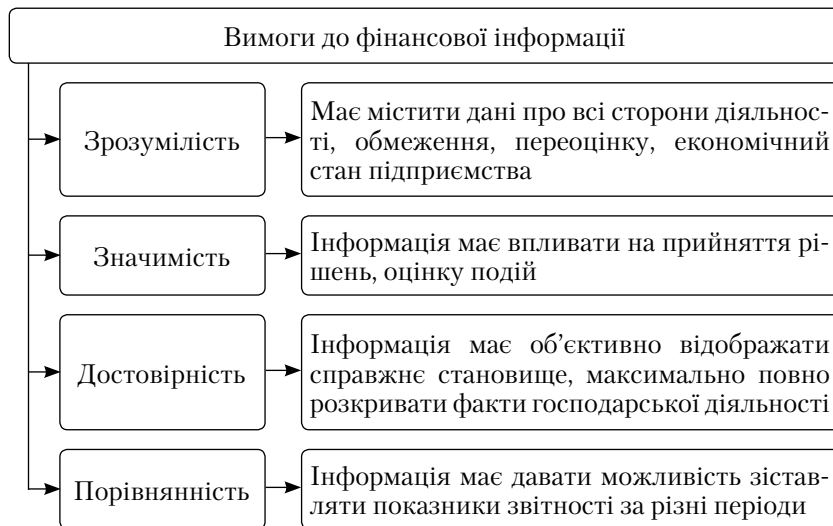 Вимоги до фінансової інформації
Зрозумілість
Має містити дані про всі сторони діяльнос-
ті, обмеження, переоцінку, економічний
стан підприємства
Значимість
Інформація має впливати на прийняття рі-
шень, оцінку подій
Достовірність
Інформація має об’єктивно відображати
справжнє становище, максимально повно
розкривати факти господарської діяльності
Порівнянність
Інформація має давати можливість зістав-
ляти показники звітності за різні періоди